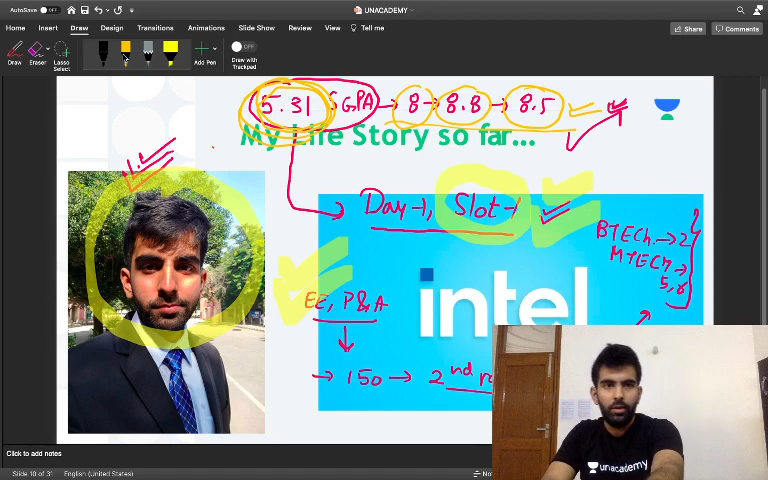 AutoSave OFF
UNACADEMY
Home Insert Draw Design Transitions Animations Slide Show Review View Tell me
Share Comments
Draw Eraser Lasso Select Add Pen OFF Draw with Trackpad
5.31 SGPA → 8 → 8.8 → 8.5
My Life Story so far...
Day-1, Slot-1
BTECh → 2
MTECH →
5,8
intel
EE, P&A
→ 150 → 2nd
unacademy
Click to add notes
Slide 10 of 31 English (United States)